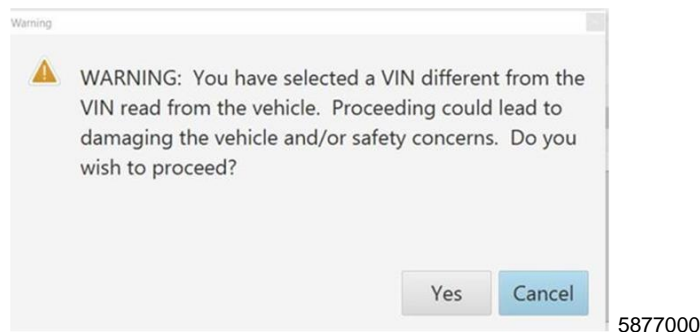 Warning
WARNING: You have selected a VIN different from the
VIN read from the vehicle. Proceeding could lead to
damaging the vehicle and/or safety concerns. Do you
wish to proceed?
Yes Cancel
5877000